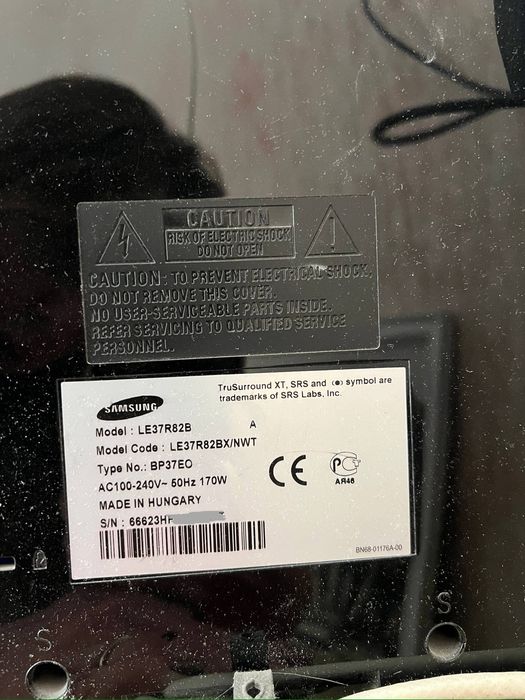 CAUTION
RISK OF ELECTRIC SHOCK
DO NOT OPEN
CAUTION: TO PREVENT ELECTRICAL SHOCK,
DO NOT REMOVE THIS COVER.
NO USER-SERVICEABLE PARTS INSIDE.
REFER SERVICING TO QUALIFIED SERVICE
PERSONNEL.
SAMSUNG
TruSurround XT, SRS and (●) symbol are
trademarks of SRS Labs, Inc.
Model : LE37R82B A
Model Code : LE37R82BX/NWT
Type No.: BP37EO
AC100-240V~ 50Hz 170W
MADE IN HUNGARY
S/N : 66623H
CE
PC
АЯ46
BN68-01176A-00
S
S